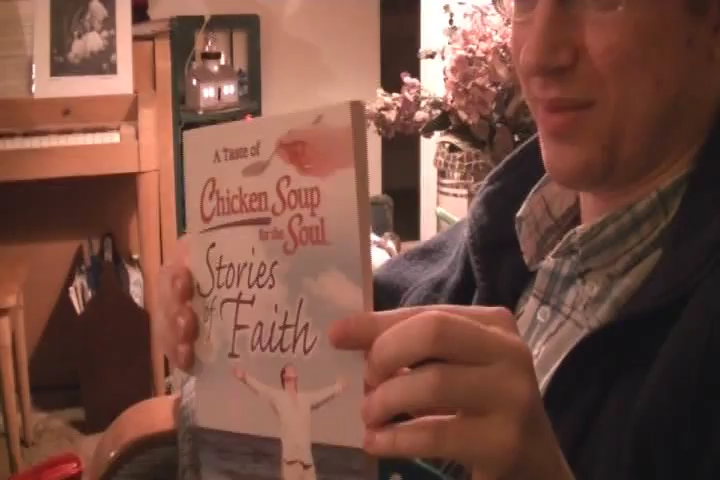 A Taste of
Chicken Soup
for the Soul
Stories
of Faith